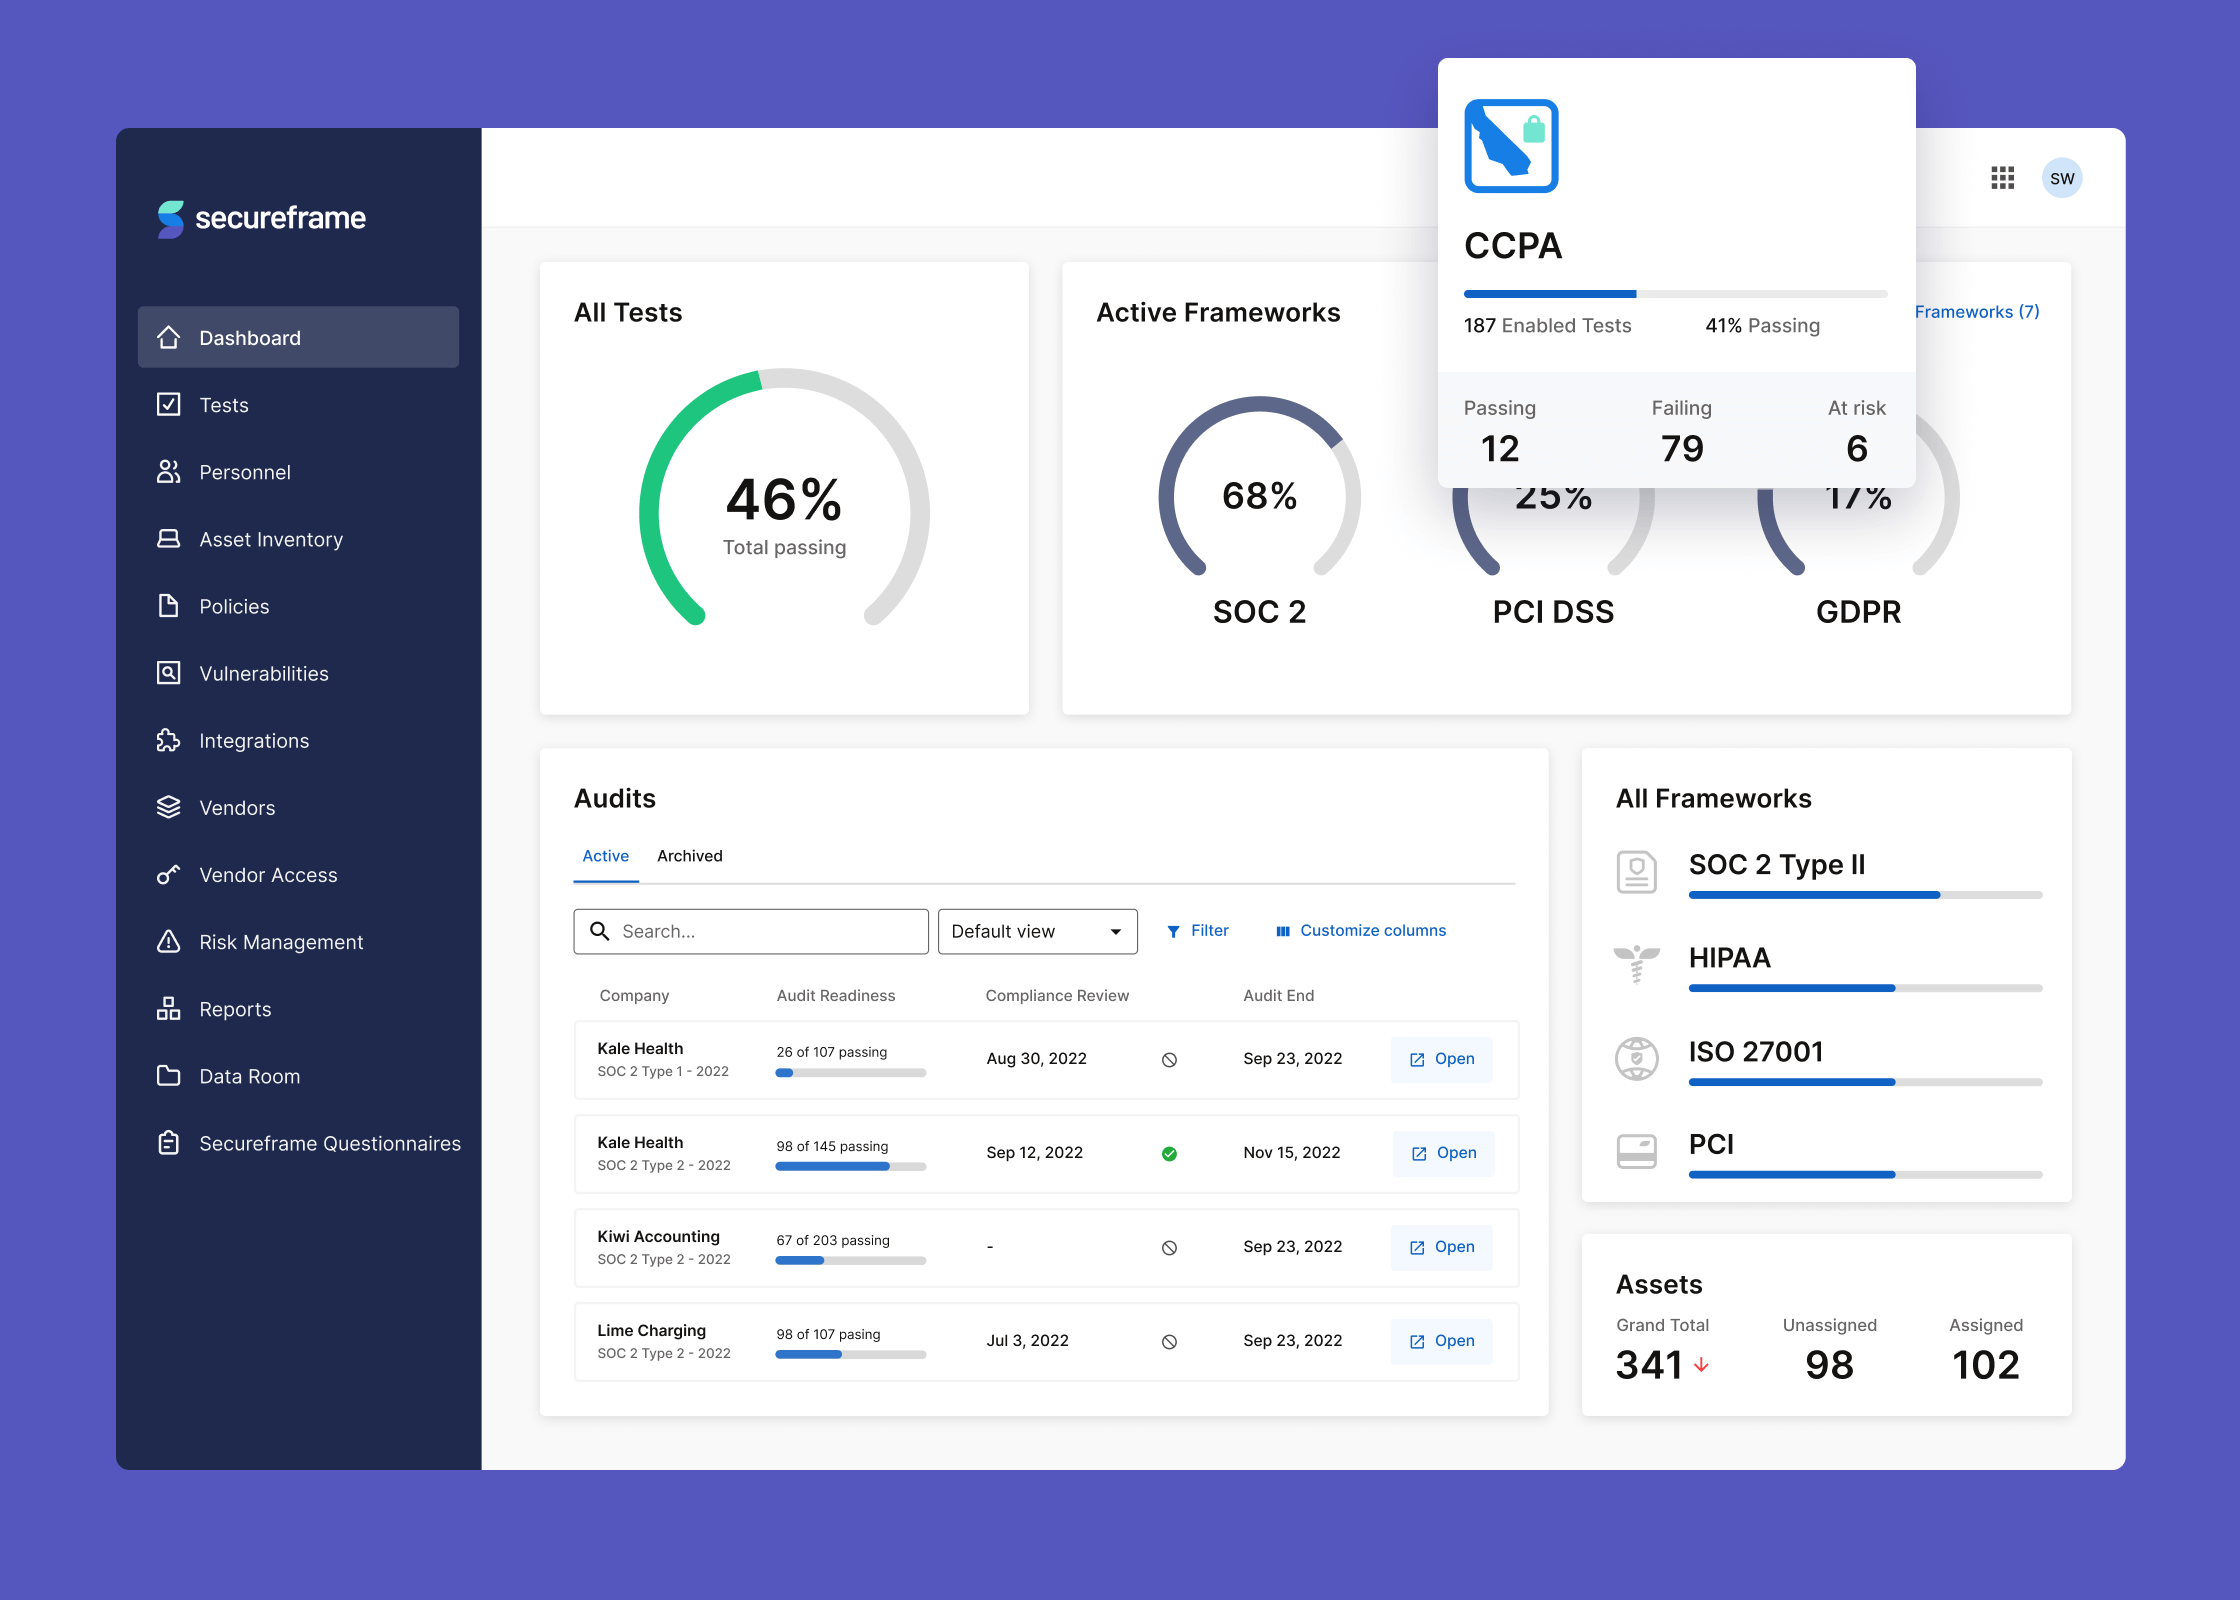 secureframe
Dashboard
Tests
Personnel
Asset Inventory
Policies
Vulnerabilities
Integrations
Vendors
Vendor Access
Risk Management
Reports
Data Room
Secureframe Questionnaires
SW
CCPA
187 Enabled Tests 41% Passing
Passing Failing At risk
12 79 6
All Tests
46%
Total passing
Active Frameworks
Frameworks (7)
68% 25% 17%
SOC 2 PCI DSS GDPR
Audits
Active Archived
Search... Default view Filter Customize columns
Company Audit Readiness Compliance Review Audit End
Kale Health 26 of 107 passing Aug 30, 2022 Sep 23, 2022 Open
SOC 2 Type 1 - 2022
Kale Health 98 of 145 passing Sep 12, 2022 Nov 15, 2022 Open
SOC 2 Type 2 - 2022
Kiwi Accounting 67 of 203 passing - Sep 23, 2022 Open
SOC 2 Type 2 - 2022
Lime Charging 98 of 107 pasing Jul 3, 2022 Sep 23, 2022 Open
SOC 2 Type 2 - 2022
All Frameworks
SOC 2 Type II
HIPAA
ISO 27001
PCI
Assets
Grand Total Unassigned Assigned
341 98 102